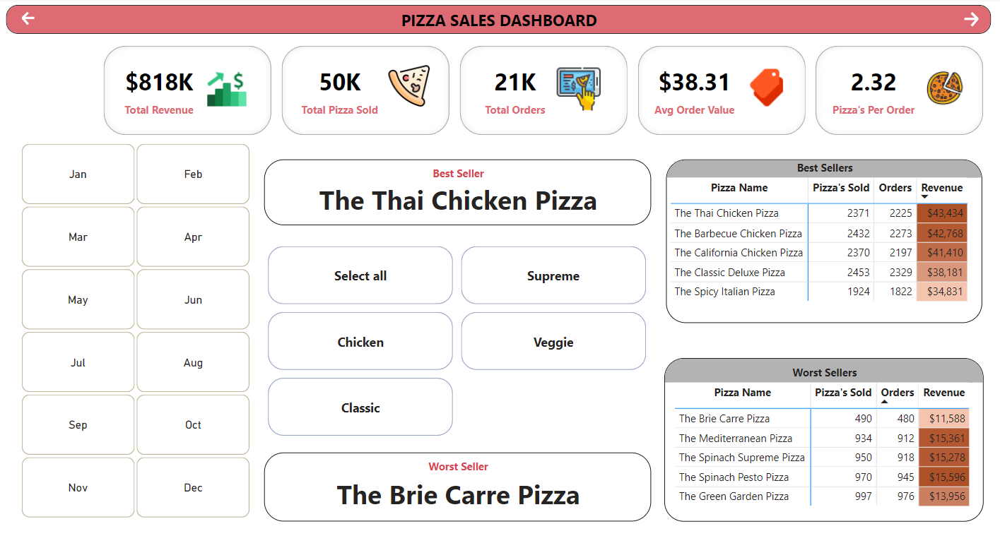 PIZZA SALES DASHBOARD
$818K
Total Revenue
50K
Total Pizza Sold
21K
Total Orders
$38.31
Avg Order Value
2.32
Pizza's Per Order
Jan Feb
Mar Apr
May Jun
Jul Aug
Sep Oct
Nov Dec
Best Seller
The Thai Chicken Pizza
Select all Supreme
Chicken Veggie
Classic
Worst Seller
The Brie Carre Pizza
Best Sellers
Pizza Name Pizza's Sold Orders Revenue
The Thai Chicken Pizza 2371 2225 $43,434
The Barbecue Chicken Pizza 2432 2273 $42,768
The California Chicken Pizza 2370 2197 $41,410
The Classic Deluxe Pizza 2453 2329 $38,181
The Spicy Italian Pizza 1924 1822 $34,831
Worst Sellers
Pizza Name Pizza's Sold Orders Revenue
The Brie Carre Pizza 490 480 $11,588
The Mediterranean Pizza 934 912 $15,361
The Spinach Supreme Pizza 950 918 $15,278
The Spinach Pesto Pizza 970 945 $15,596
The Green Garden Pizza 997 976 $13,956